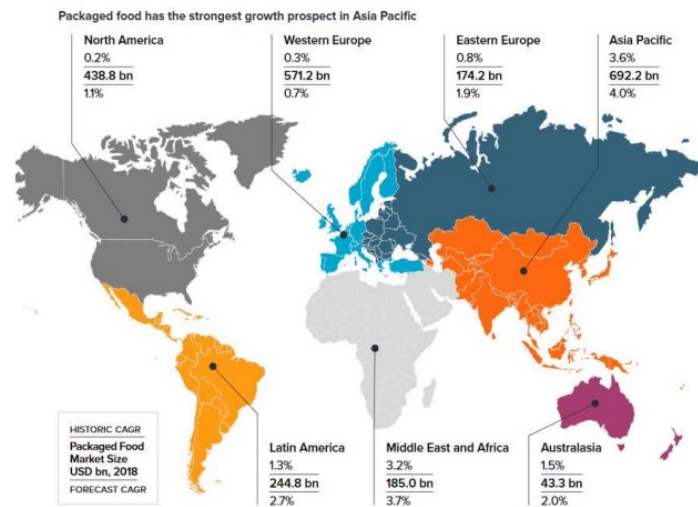 Packaged food has the strongest growth prospect in Asia Pacific
North America
0.2%
438.8 bn
1.1%
Western Europe
0.3%
571.2 bn
0.7%
Eastern Europe
0.8%
174.2 bn
1.9%
Asia Pacific
3.6%
692.2 bn
4.0%
HISTORIC CAGR
Packaged Food
Market Size
USD bn, 2018
FORECAST CAGR
Latin America
1.3%
244.8 bn
2.7%
Middle East and Africa
3.2%
185.0 bn
3.7%
Australasia
1.5%
43.3 bn
2.0%